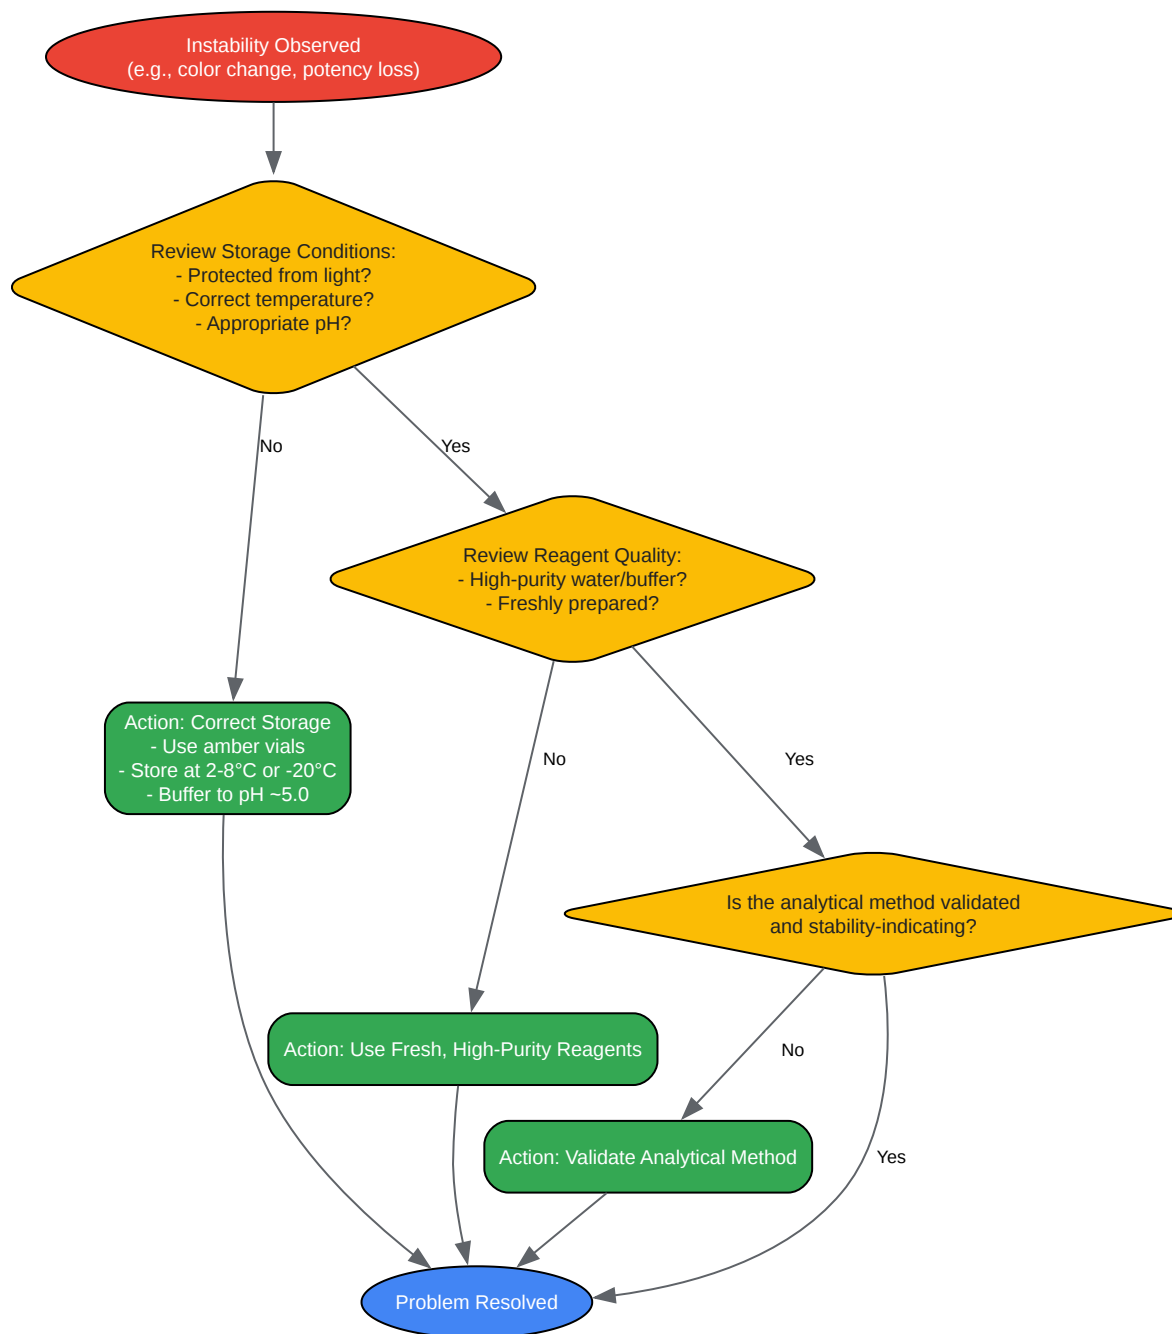 Instability Observed
(e.g., color change, potency loss)
Review Storage Conditions:
- Protected from light?
- Correct temperature?
- Appropriate pH?
No
Yes
Review Reagent Quality:
- High-purity water/buffer?
- Freshly prepared?
Action: Correct Storage
- Use amber vials
- Store at 2-8°C or -20°C
- Buffer to pH ~5.0
No
Yes
Is the analytical method validated
and stability-indicating?
Action: Use Fresh, High-Purity Reagents
No
Action: Validate Analytical Method
Yes
Problem Resolved